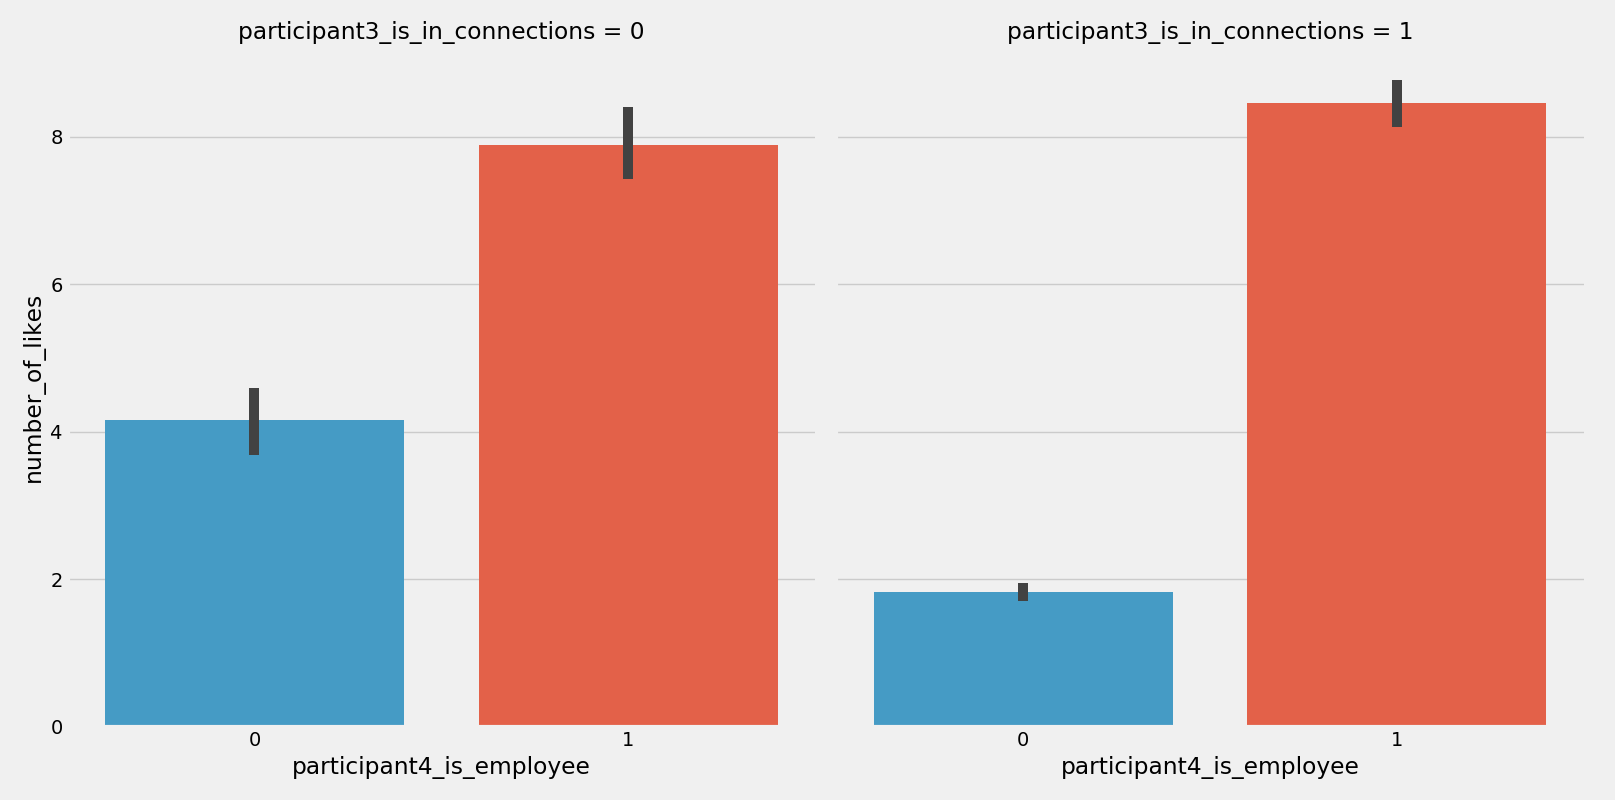 participant3_is_in_connections = 0
participant3_is_in_connections = 1
number_of_likes
8
6
4
2
0
0
1
0
1
participant4_is_employee
participant4_is_employee